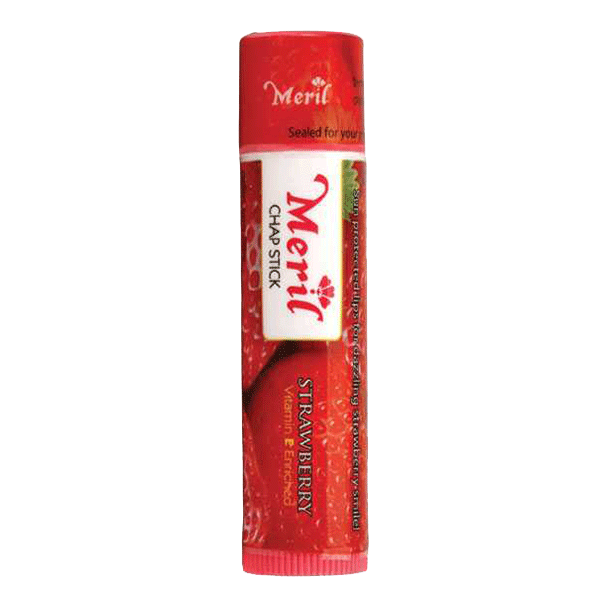 Meril
Sealed for your
Meril
CHAP STICK
STRAWBERRY
Vitamin E Enriched
Sun protected lips for dazzling strawberry smile!